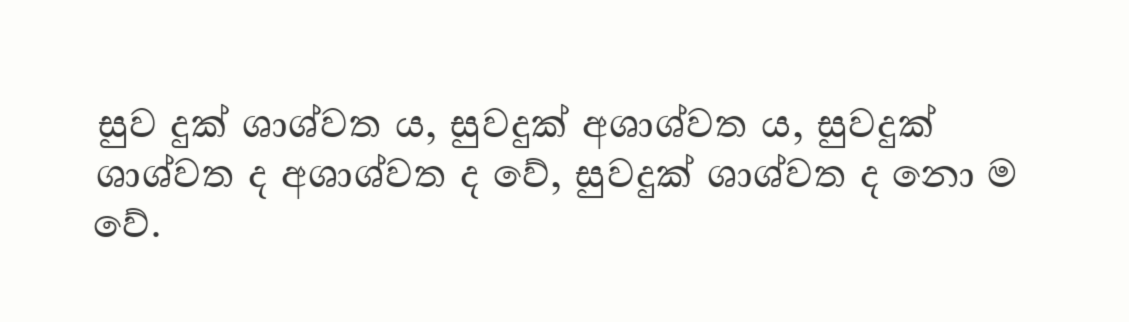 සුව දුක් ශාශ්වත ය, සුවදුක් අශාශ්වත ය, සුවදුක්
ශාශ්වත ද අශාශ්වත ද වේ, සුවදුක් ශාශ්වත ද නො ම
වේ.